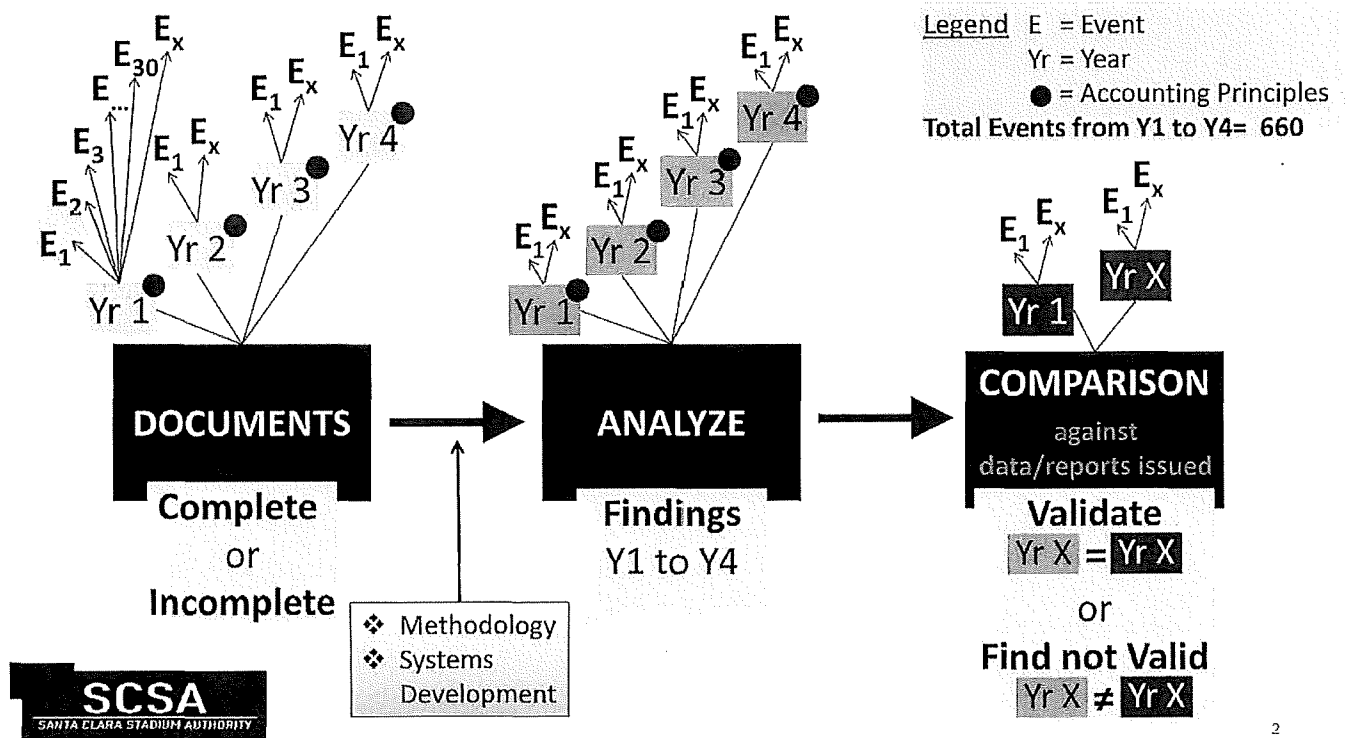 Legend E = Event
Yr = Year
● = Accounting Principles
Total Events from Y1 to Y4= 660
E1
E2
E3
E...
E30
Ex
Yr 1
E1 Ex
Yr 2
E1 Ex
Yr 3
E1 Ex
Yr 4
DOCUMENTS
Complete
or
Incomplete
❖ Methodology
❖ Systems
Development
E1 Ex
Yr 1
E1 Ex
Yr 2
E1 Ex
Yr 3
E1 Ex
Yr 4
ANALYZE
Findings
Y1 to Y4
E1 Ex
Yr 1
E1 Ex
Yr X
COMPARISON
against
data/reports issued
Validate
Yr X = Yr X
or
Find not Valid
Yr X ≠ Yr X
SCSA
SANTA CLARA STADIUM AUTHORITY
2